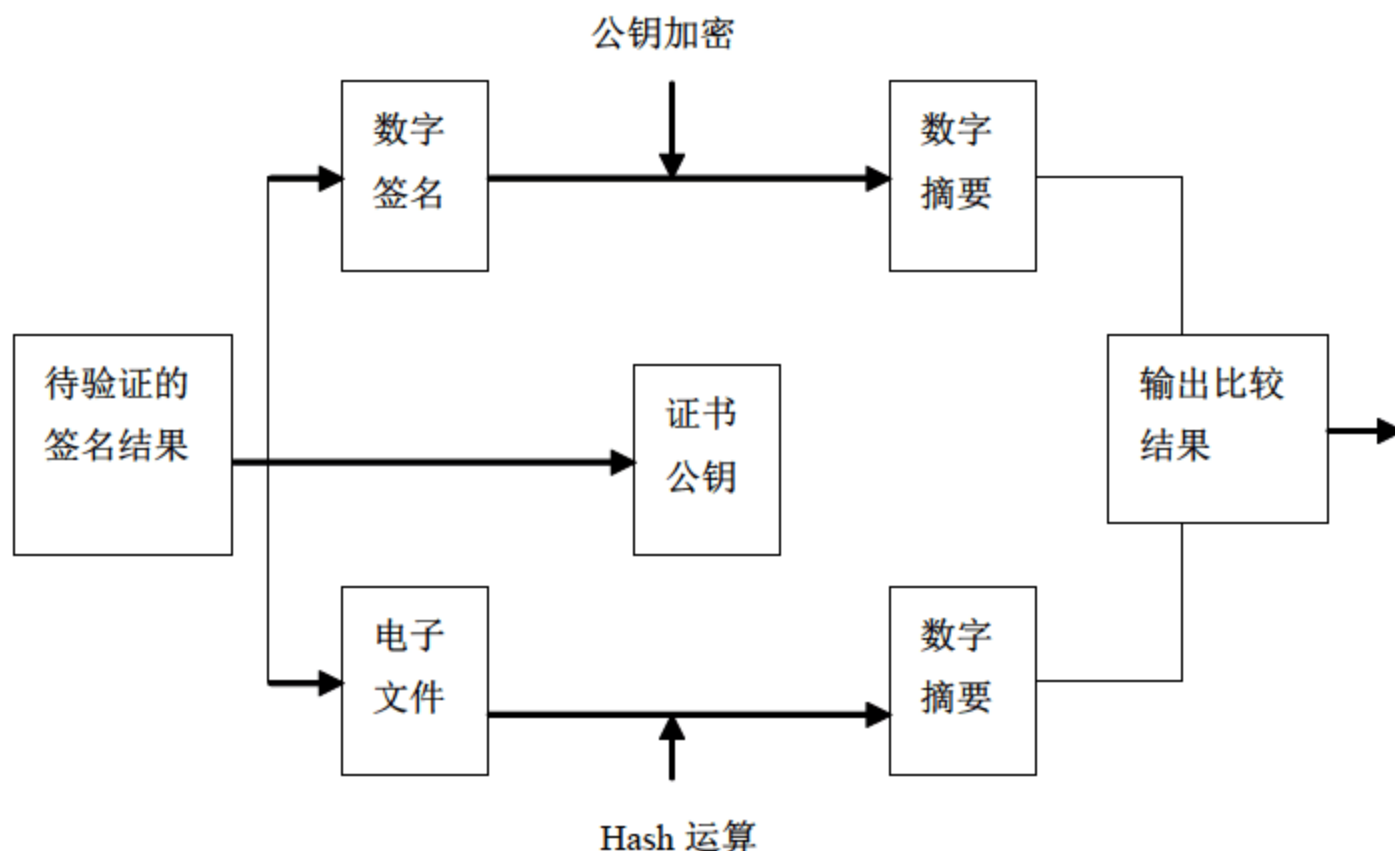 公钥加密
数字
签名
数字
摘要
待验证的
签名结果
证书
公钥
输出比较
结果
电子
文件
数字
摘要
Hash 运算